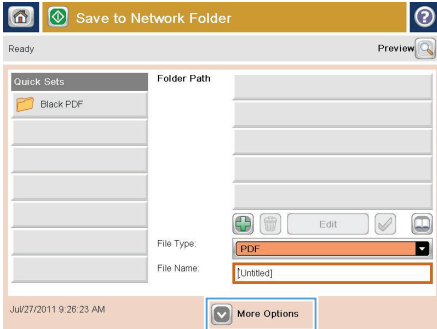 Save to Network Folder
Ready
Preview
Quick Sets
Black PDF
Folder Path
Edit
File Type:
PDF
File Name:
[Untitled]
Jul/27/2011 9:26:23 AM
More Options